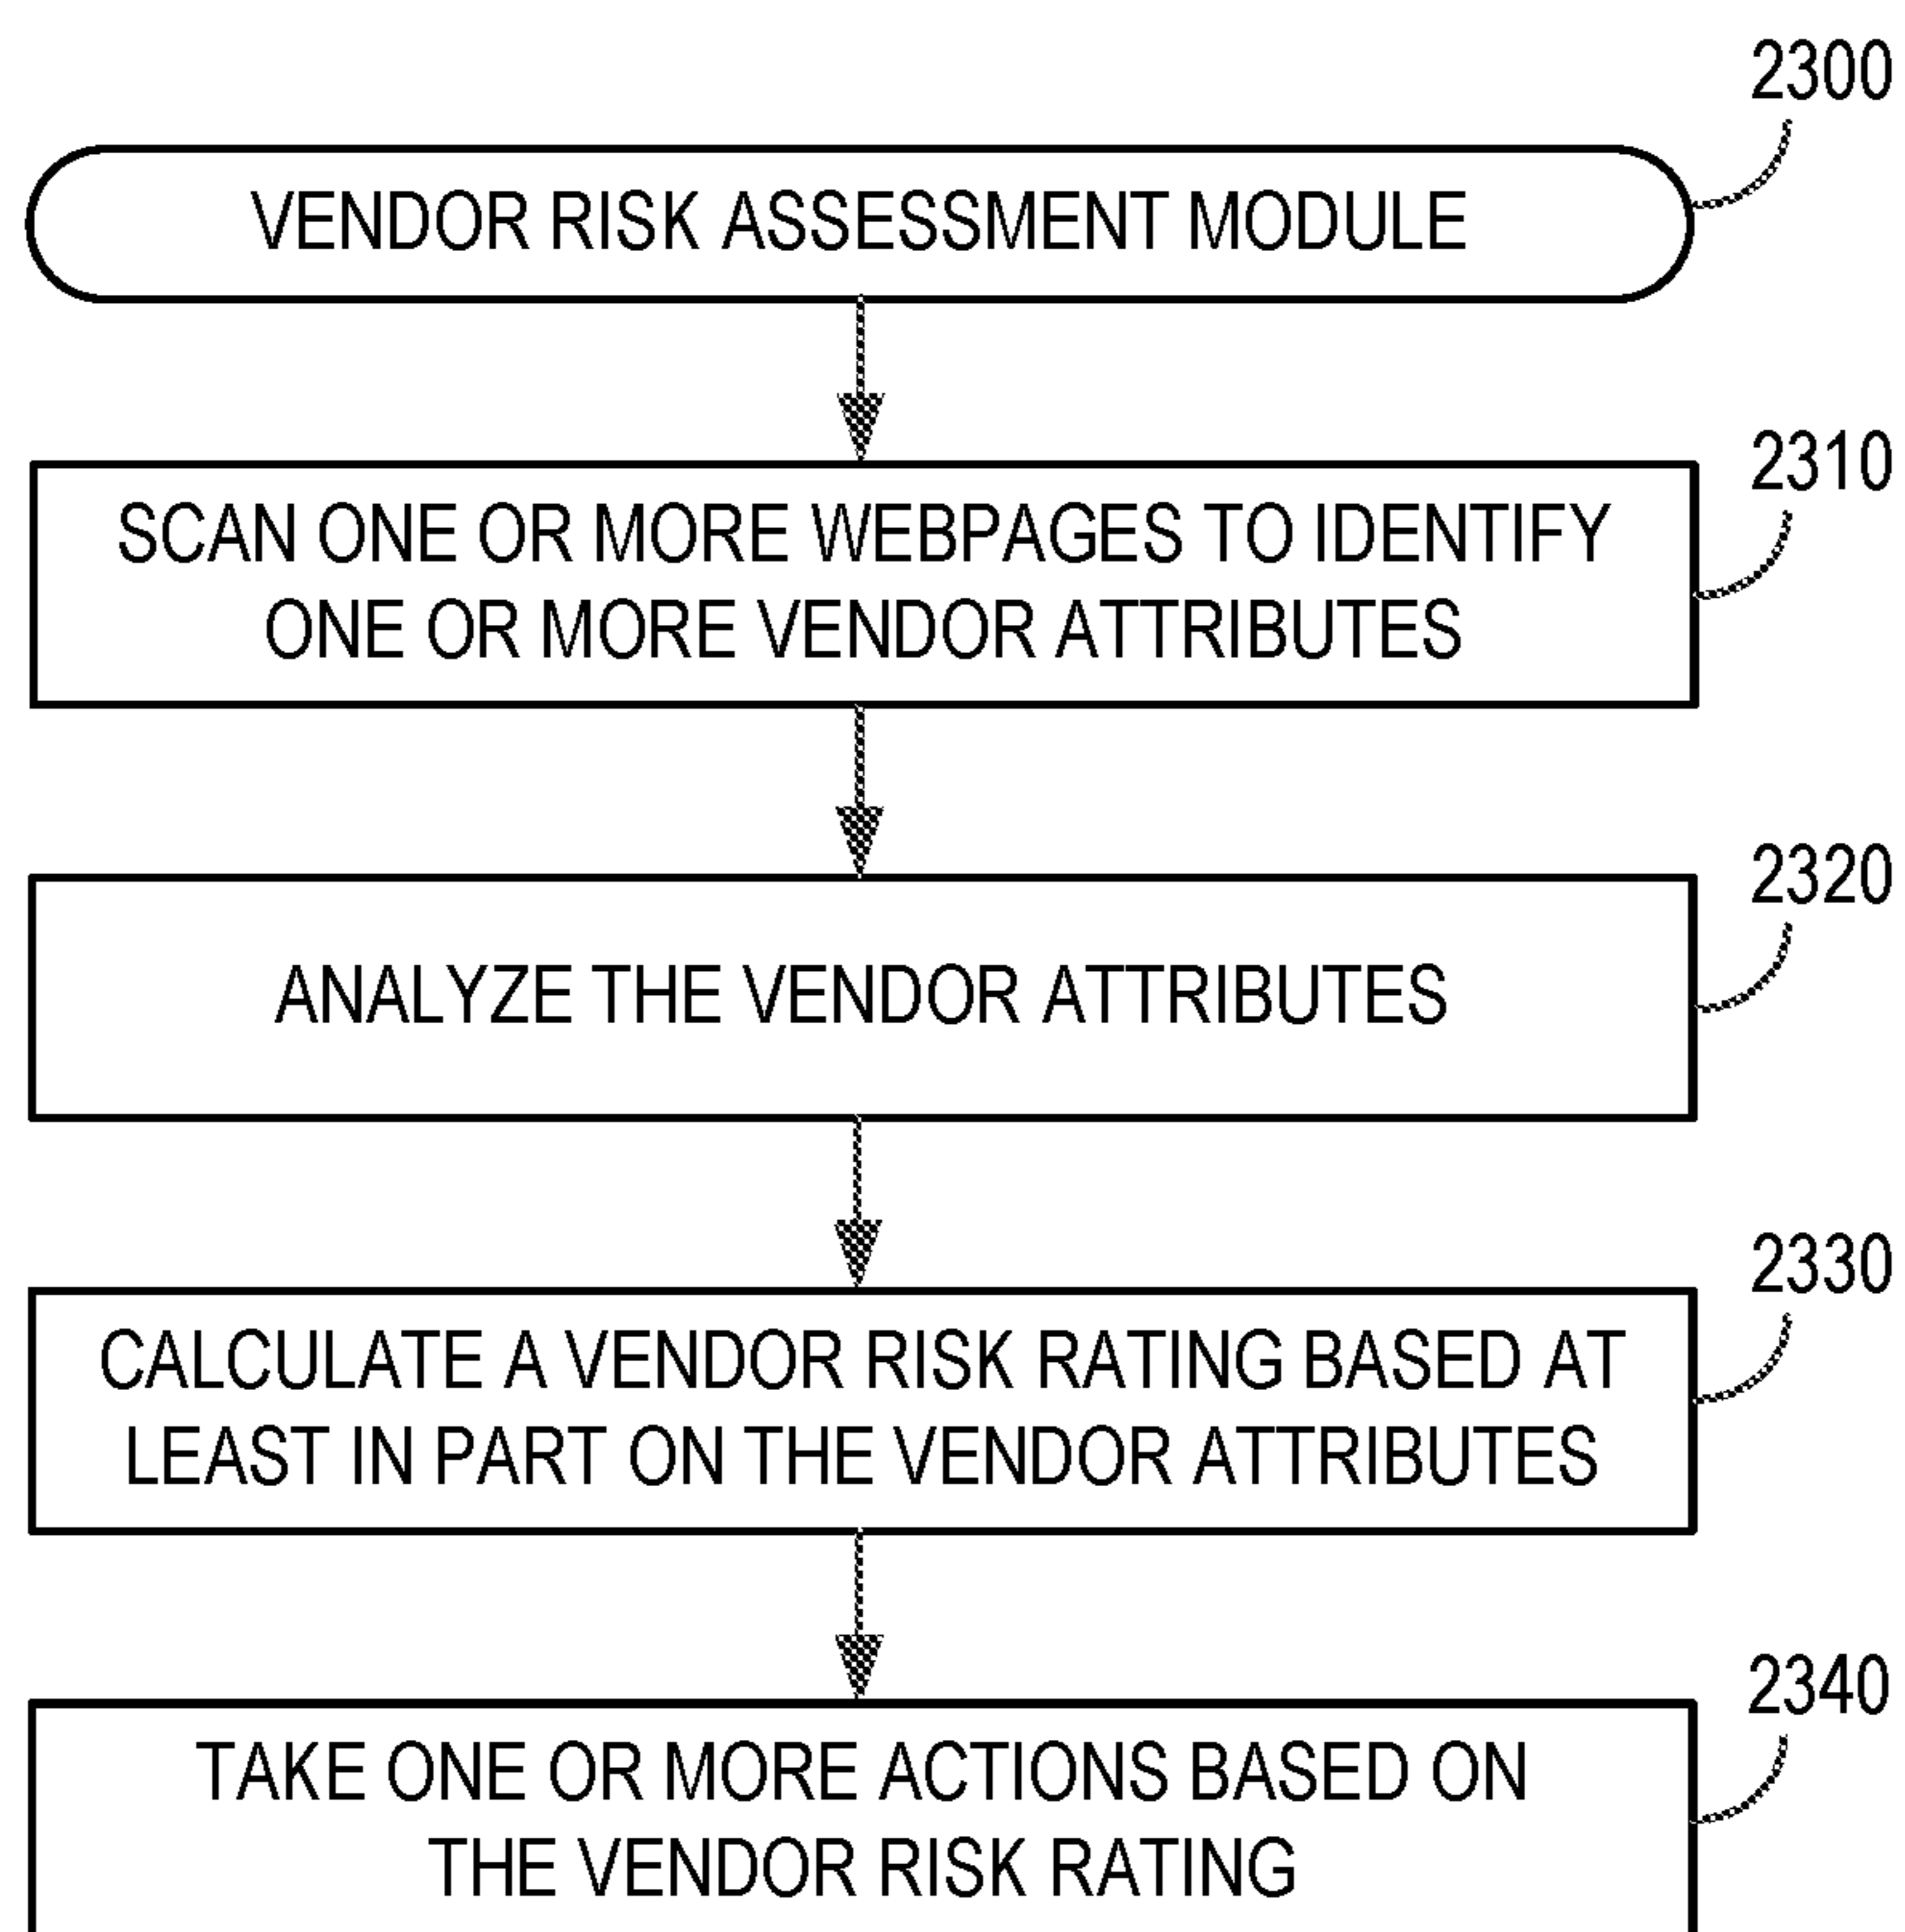 2300
VENDOR RISK ASSESSMENT MODULE
2310
SCAN ONE OR MORE WEBPAGES TO IDENTIFY
ONE OR MORE VENDOR ATTRIBUTES
2320
ANALYZE THE VENDOR ATTRIBUTES
2330
CALCULATE A VENDOR RISK RATING BASED AT
LEAST IN PART ON THE VENDOR ATTRIBUTES
2340
TAKE ONE OR MORE ACTIONS BASED ON
THE VENDOR RISK RATING